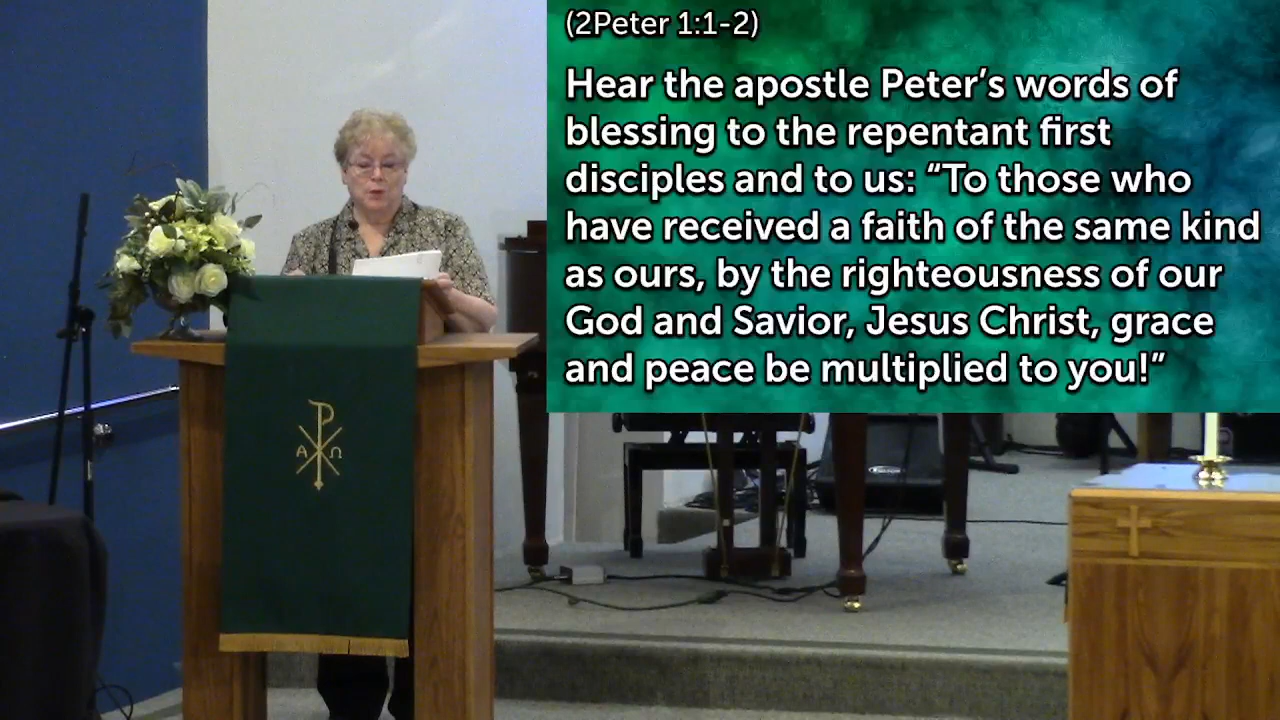 (2Peter 1:1-2)
Hear the apostle Peter’s words of
blessing to the repentant first
disciples and to us: “To those who
have received a faith of the same kind
as ours, by the righteousness of our
God and Savior, Jesus Christ, grace
and peace be multiplied to you!”
Α Ω